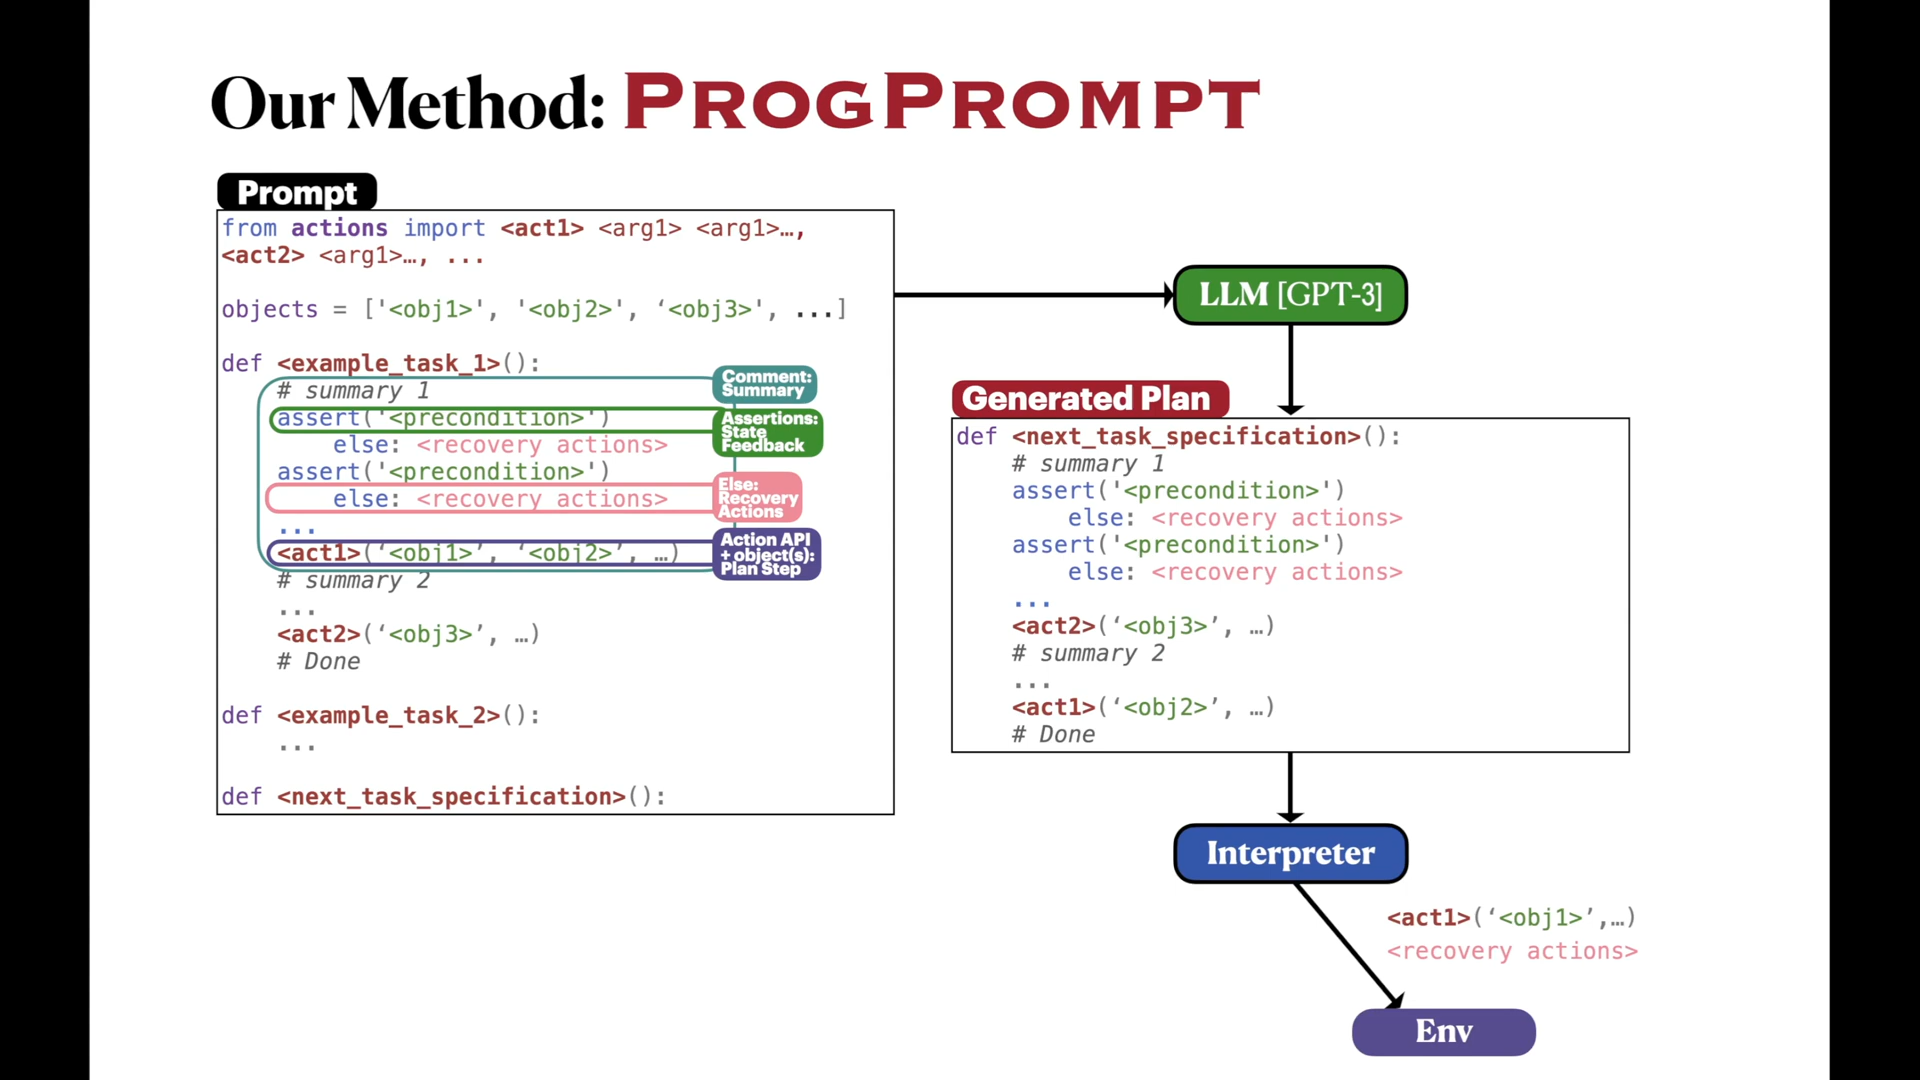 Our Method: PROGPROMPT
Prompt
from actions import <act1> <arg1> <arg1>…,
<act2> <arg1>…, ...
objects = ['<obj1>', '<obj2>', ‘<obj3>', ...]
def <example_task_1>():
# summary 1
assert('<precondition>')
else: <recovery actions>
assert('<precondition>')
else: <recovery actions>
...
<act1>(‘<obj1>’, ‘<obj2>’, …)
# summary 2
...
<act2>(‘<obj3>’, …)
# Done
def <example_task_2>():
...
def <next_task_specification>():
Comment:
Summary
Assertions:
State
Feedback
Else:
Recovery
Actions
Action API
+ object(s):
Plan Step
LLM [GPT-3]
Generated Plan
def <next_task_specification>():
# summary 1
assert('<precondition>')
else: <recovery actions>
assert('<precondition>')
else: <recovery actions>
...
<act2>(‘<obj3>’, …)
# summary 2
...
<act1>(‘<obj2>’, …)
# Done
Interpreter
<act1>(‘<obj1>’,…)
<recovery actions>
Env